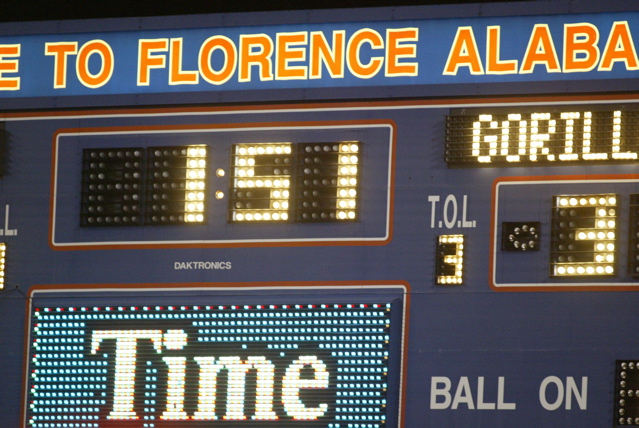 E TO FLORENCE ALABA
GORILL
1:51
T.O.L.
3
3
DAKTRONICS
Time
BALL ON